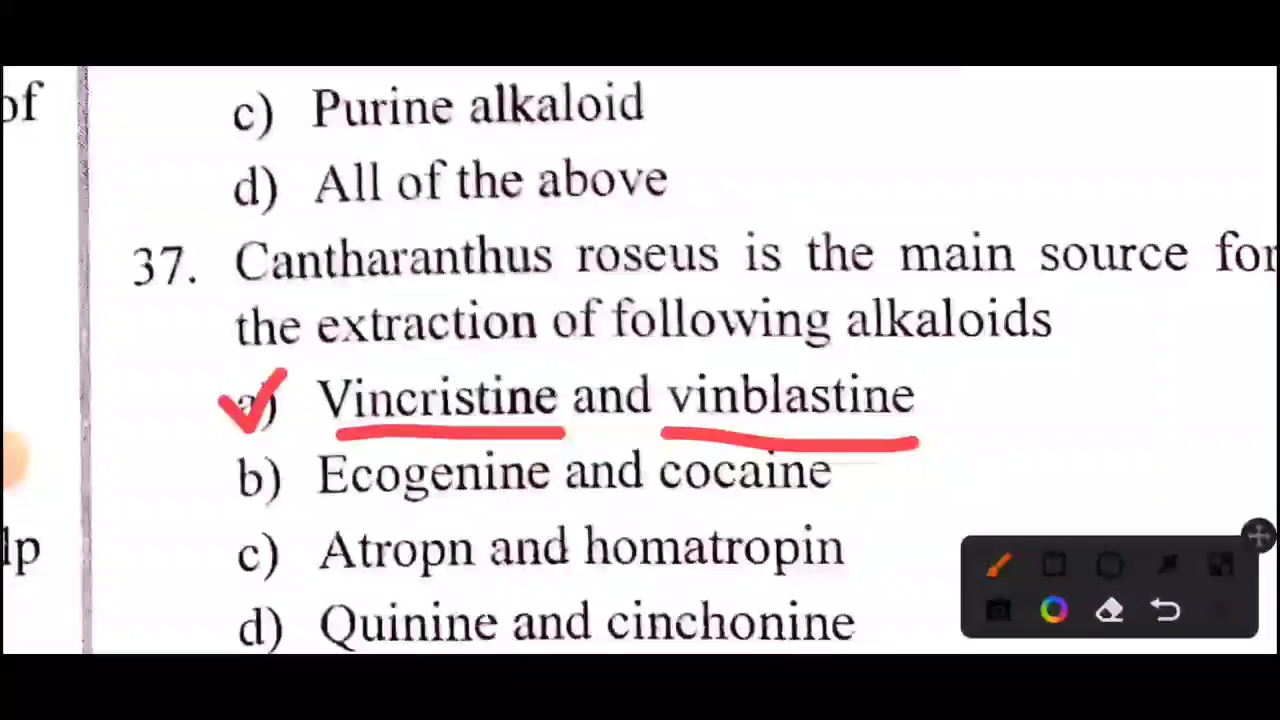 of
c) Purine alkaloid
d) All of the above
37. Cantharanthus roseus is the main source for
the extraction of following alkaloids
a) Vincristine and vinblastine
b) Ecogenine and cocaine
lp
c) Atropn and homatropin
d) Quinine and cinchonine